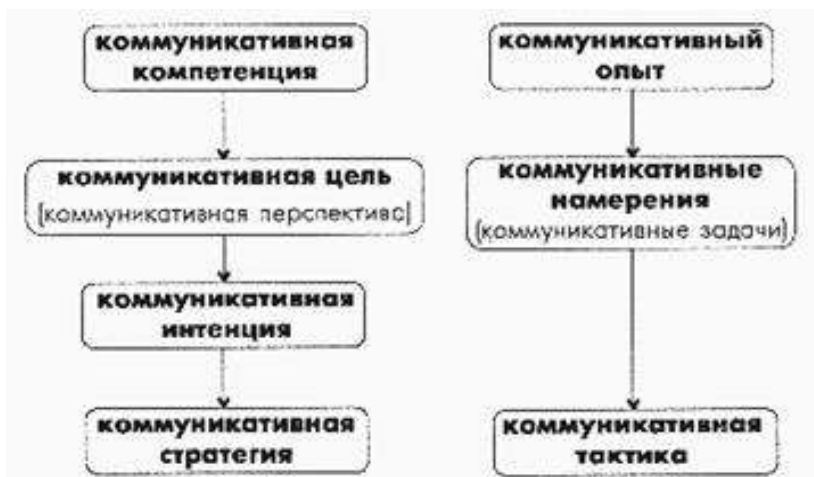 коммуникативная
компетенция
коммуникативная цель
(коммуникативная перспектива)
коммуникативная
интенция
коммуникативная
стратегия
коммуникативный
опыт
коммуникативные
намерения
(коммуникативные задачи)
коммуникативная
тактика